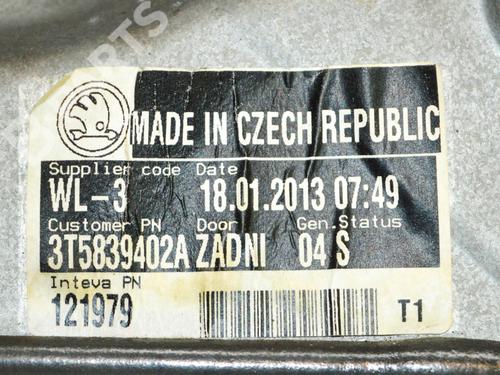 PARTS
MADE IN CZECH REPUBLIC
Supplier code Date
WL-3 18.01.2013 07:49
Customer PN Door Gen.Status
3T5839402A ZADNI 04 S
Inteva PN
121979 T1